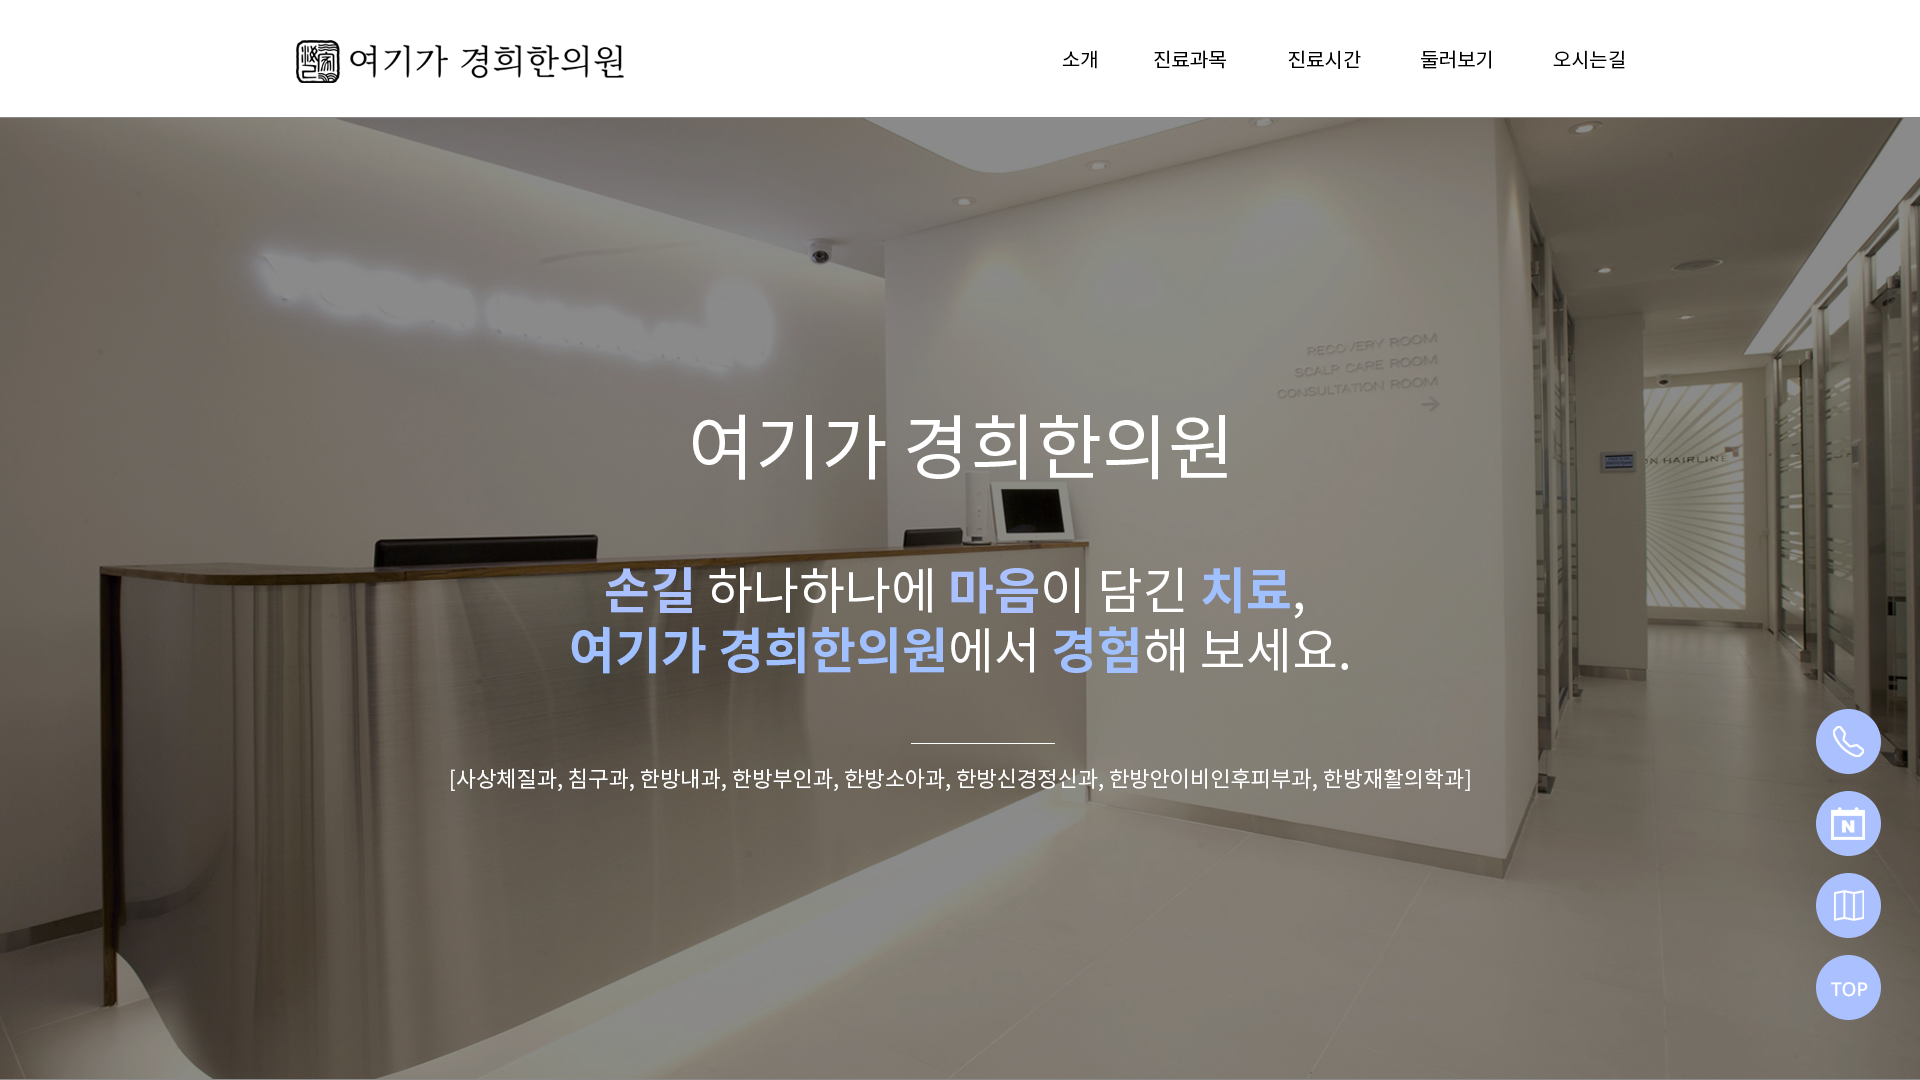 여기가 경희한의원
소개
진료과목
진료시간
둘러보기
오시는길
RECOVERY ROOM
SCALP CARE ROOM
CONSULTATION ROOM
→
HAIRLINE
여기가 경희한의원
손길 하나하나에 마음이 담긴 치료,
여기가 경희한의원에서 경험해 보세요.
[사상체질과, 침구과, 한방내과, 한방부인과, 한방소아과, 한방신경정신과, 한방안이비인후피부과, 한방재활의학과]
N
TOP